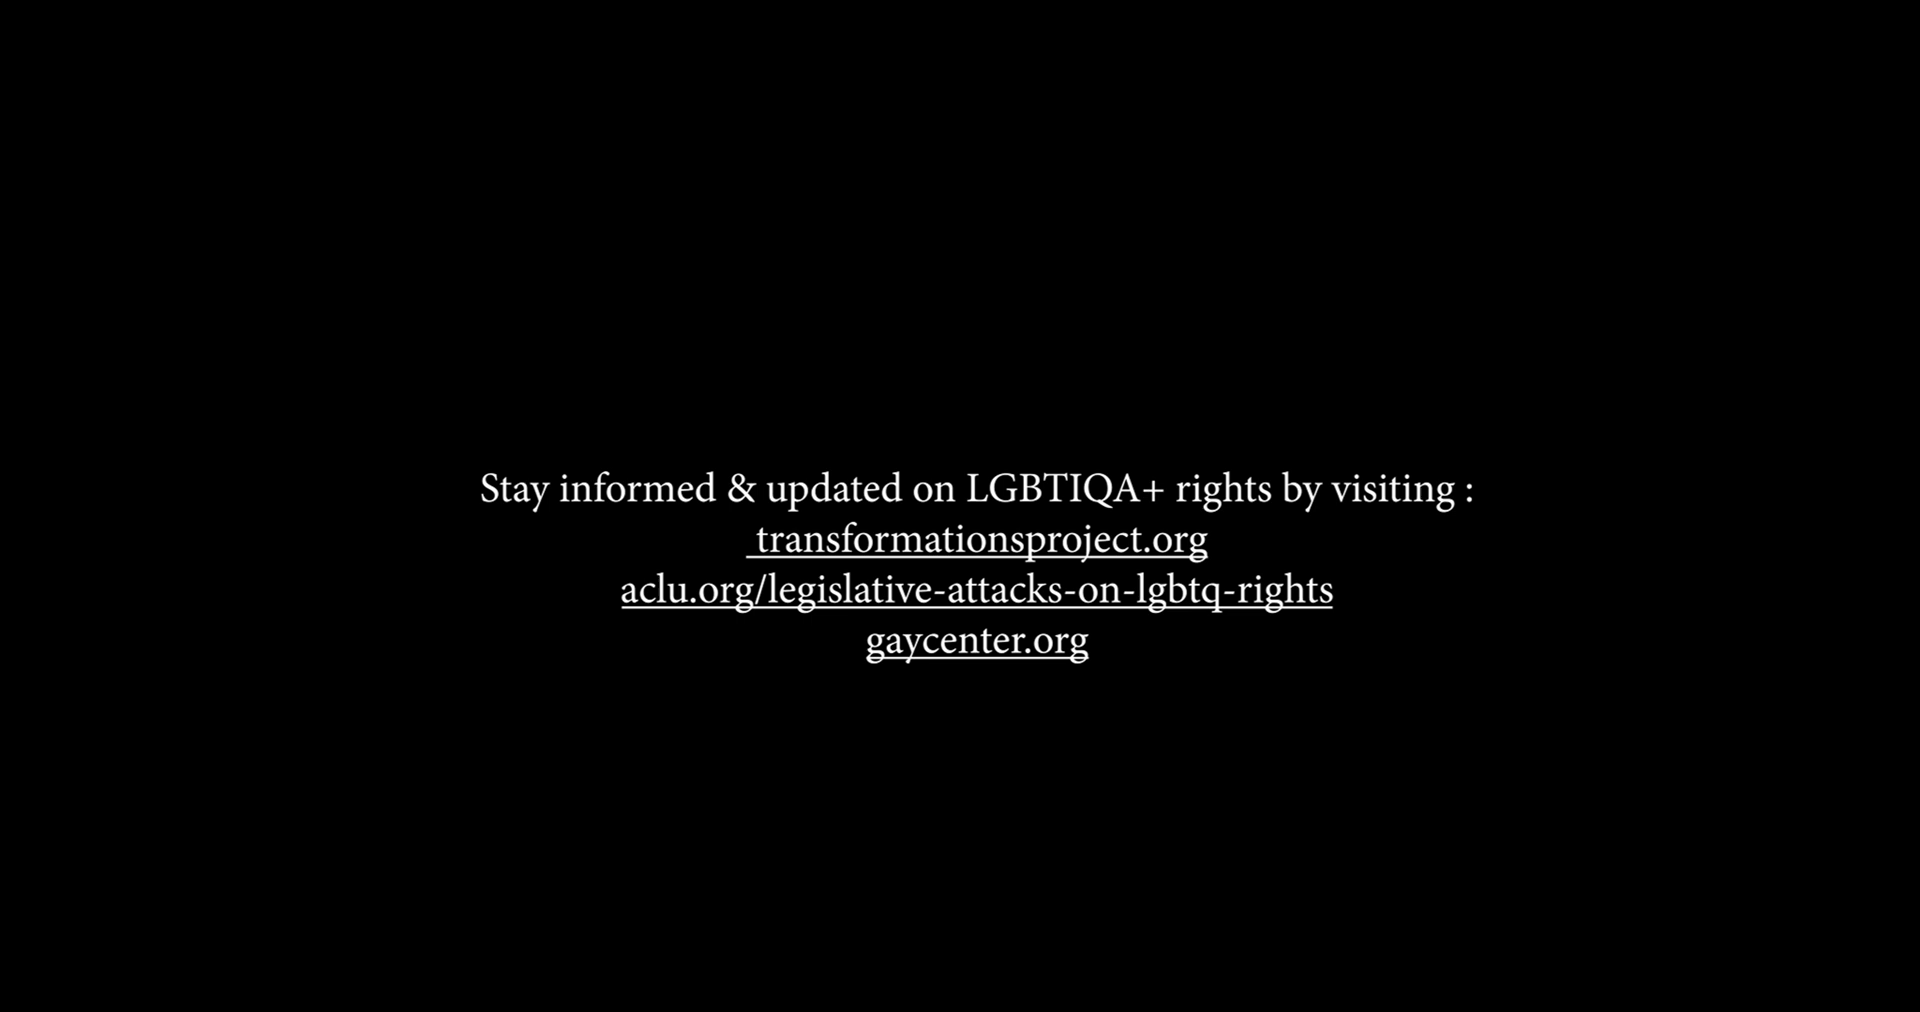 Stay informed & updated on LGBTIQA+ rights by visiting :
transformationsproject.org
aclu.org/legislative-attacks-on-lgbtq-rights
gaycenter.org